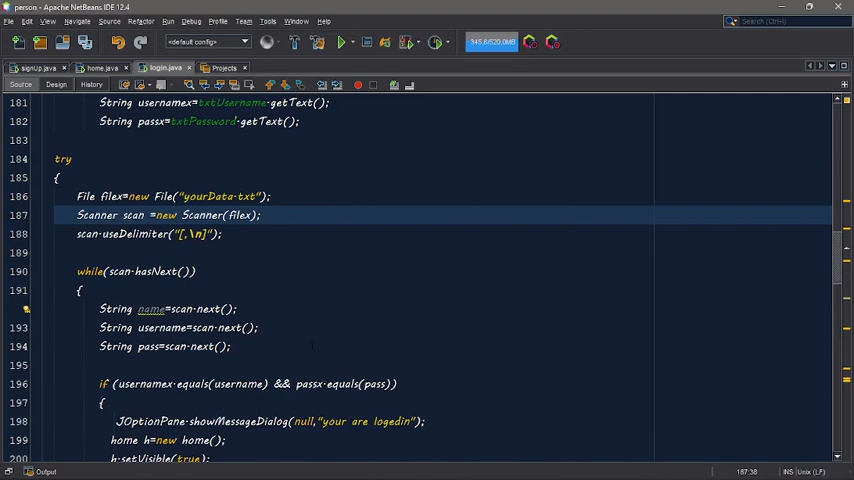 person - Apache NetBeans IDE 12.4
File Edit View Navigate Source Refactor Run Debug Profile Team Tools Window Help
Search (Ctrl+I)
<default config>
345.8/520.0MB
signUp.java home.java login.java Projects
Source Design History
181 String usernamex=txtUsername.getText();
182 String passx=txtPassword.getText();
183
184 try
185 {
186 File filex=new File("yourData.txt");
187 Scanner scan =new Scanner(filex);
188 scan.useDelimiter("[,\n]");
189
190 while(scan.hasNext())
191 {
String name=scan.next();
193 String username=scan.next();
194 String pass=scan.next();
195
196 if (usernamex.equals(username) && passx.equals(pass))
197 {
198 JOptionPane.showMessageDialog(null,"your are logedin");
199 home h=new home();
200 h.setVisible(true);
Output
187:38 INS Unix (LF)